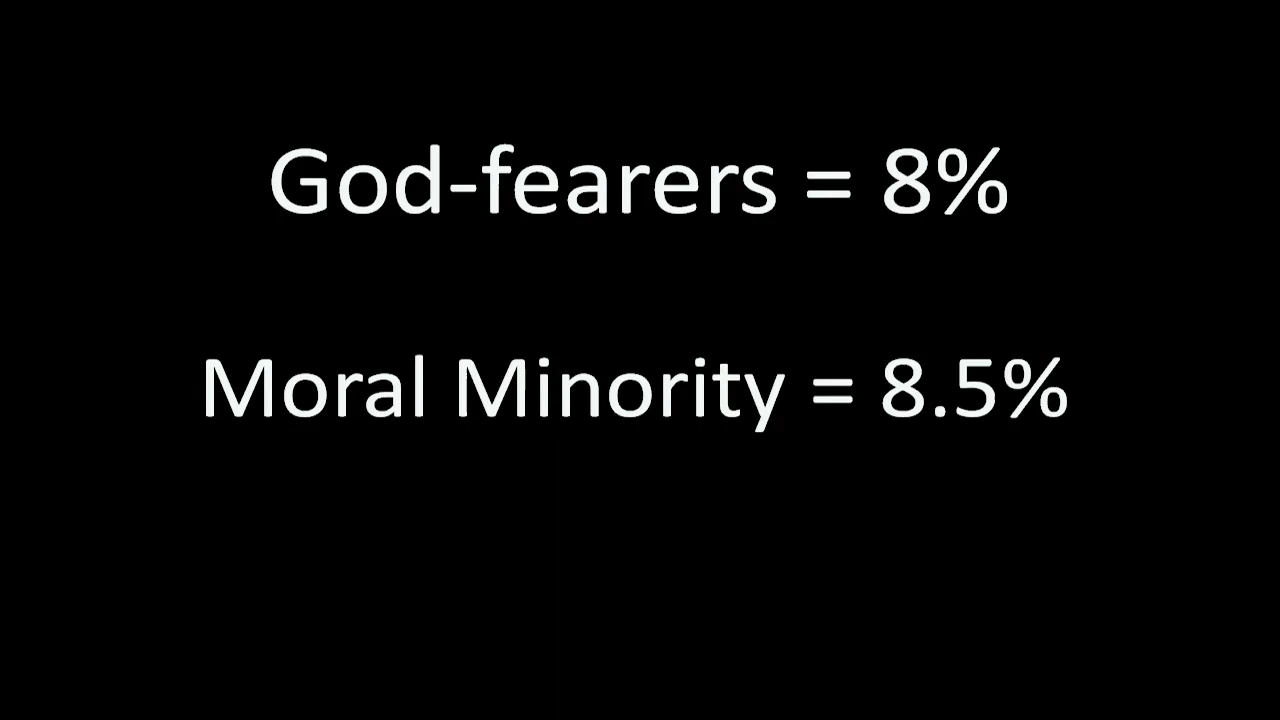 God-fearers = 8%
Moral Minority = 8.5%